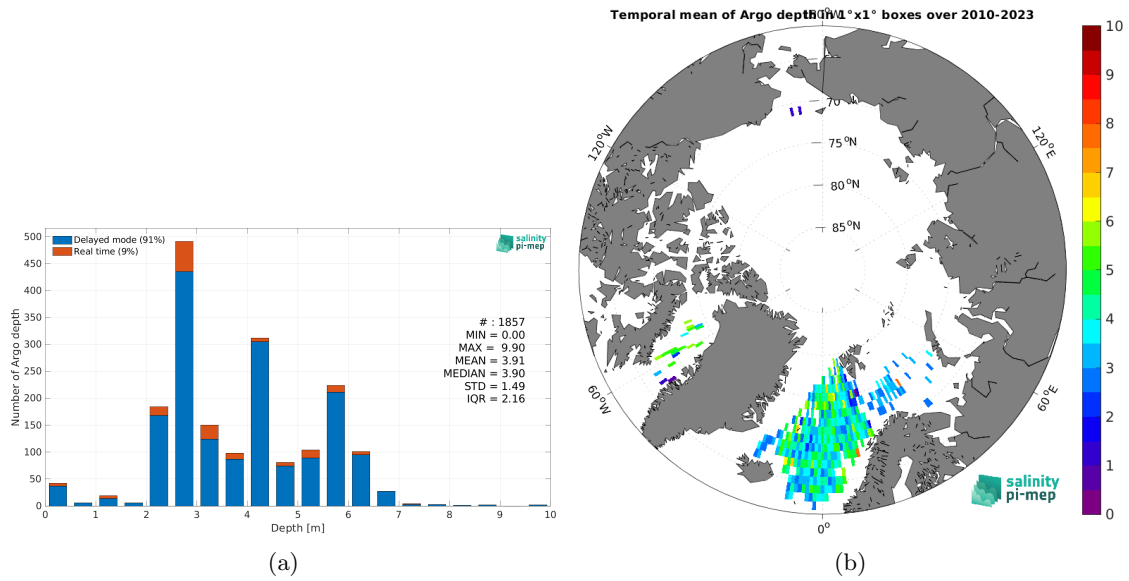 Temporal mean of Argo depth in 1°x1° boxes over 2010-2023
180°W
120°W
120°E
70°N
75°N
80°N
85°N
60°W
60°E
0°
10
9
8
7
6
5
4
3
2
1
0
salinity
pi-mep
(b)
Delayed mode (91%)
Real time (9%)
salinity
pi-mep
Number of Argo depth
500
450
400
350
300
250
200
150
100
50
0
# : 1857
MIN = 0.00
MAX = 9.90
MEAN = 3.91
MEDIAN = 3.90
STD = 1.49
IQR = 2.16
0 1 2 3 4 5 6 7 8 9 10
Depth [m]
(a)